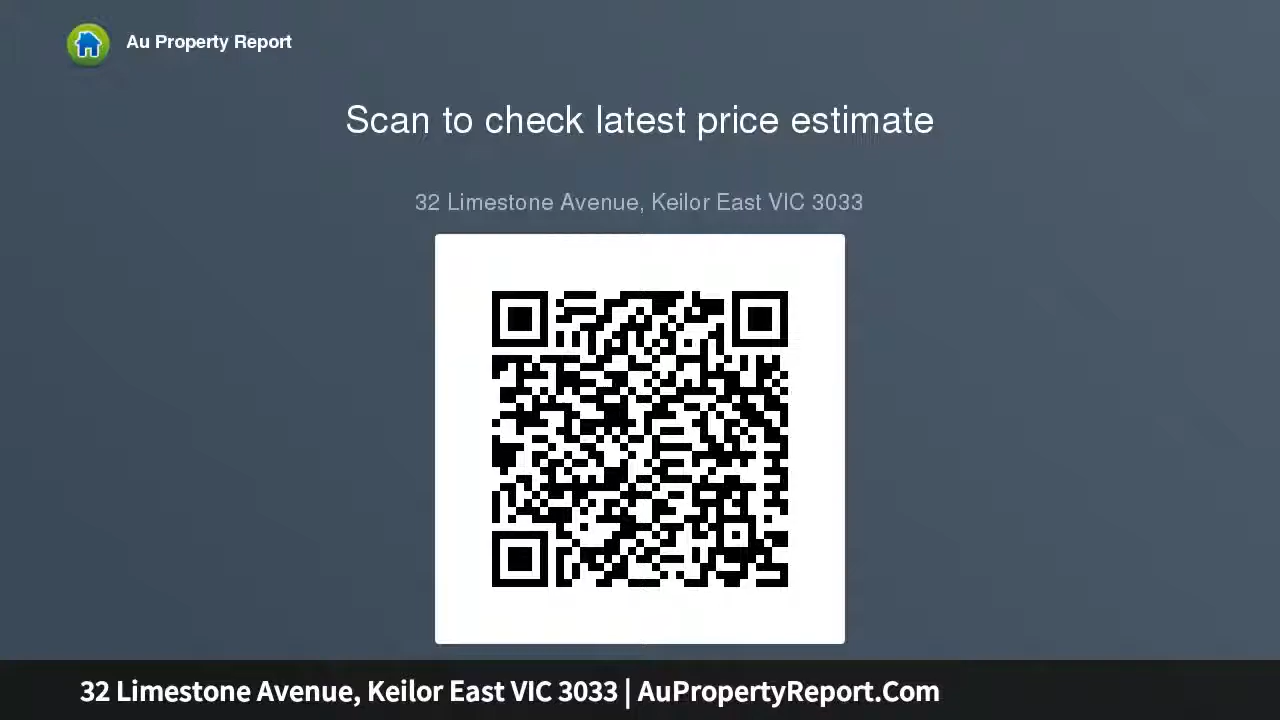 Au Property Report
Scan to check latest price estimate
32 Limestone Avenue, Keilor East VIC 3033
32 Limestone Avenue, Keilor East VIC 3033 | AuPropertyReport.Com